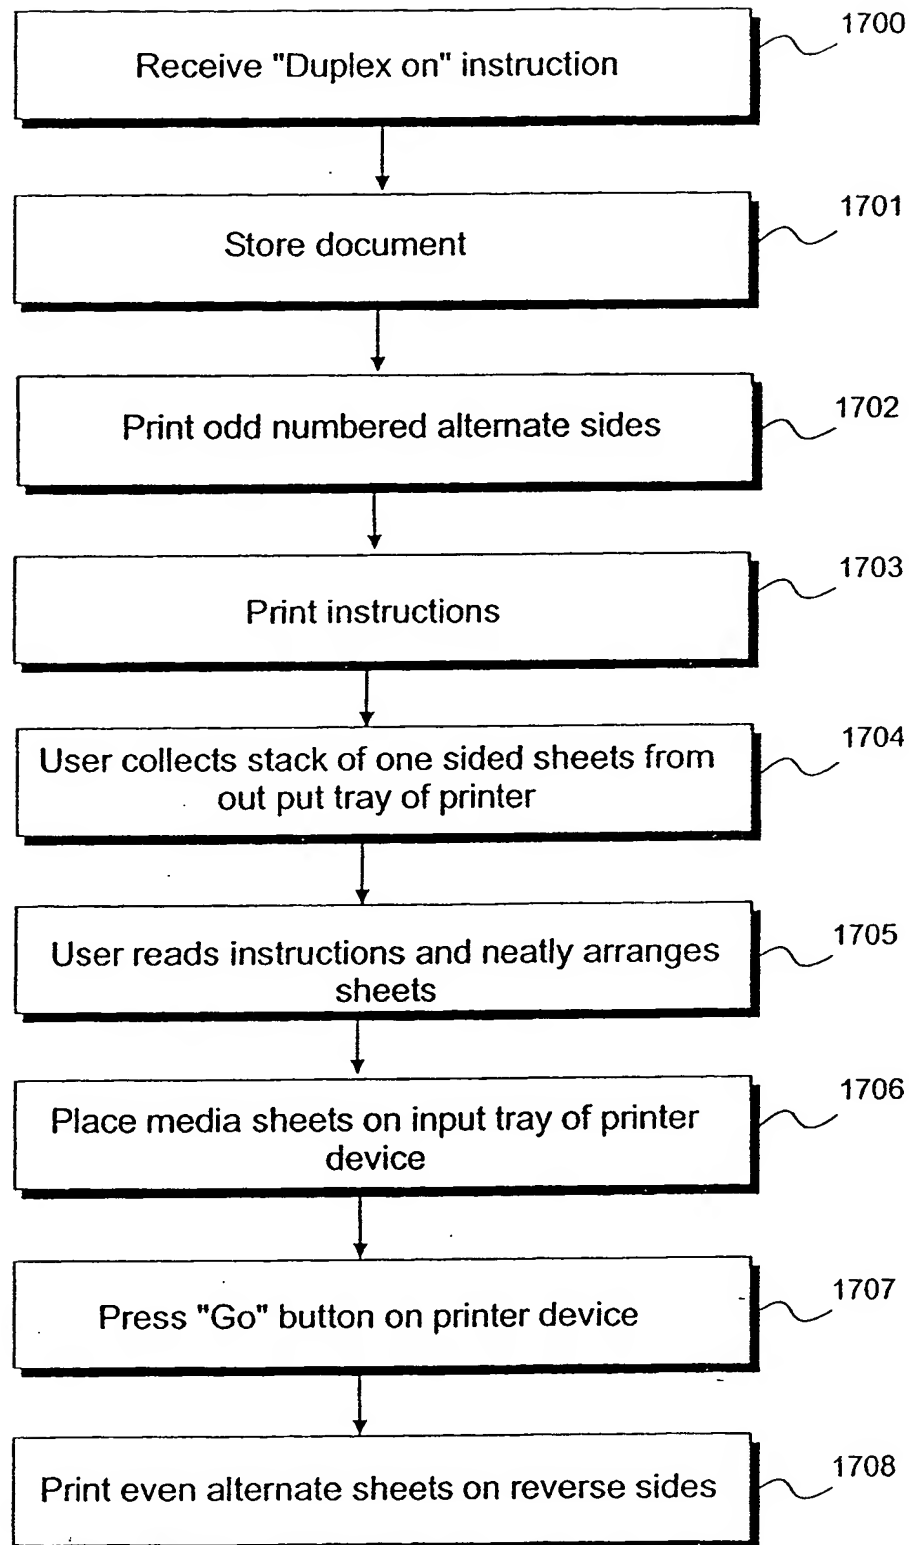 Receive "Duplex on" instruction
1700
Store document
1701
Print odd numbered alternate sides
1702
Print instructions
1703
User collects stack of one sided sheets from
out put tray of printer
1704
User reads instructions and neatly arranges
sheets
1705
Place media sheets on input tray of printer
device
1706
Press "Go" button on printer device
1707
Print even alternate sheets on reverse sides
1708